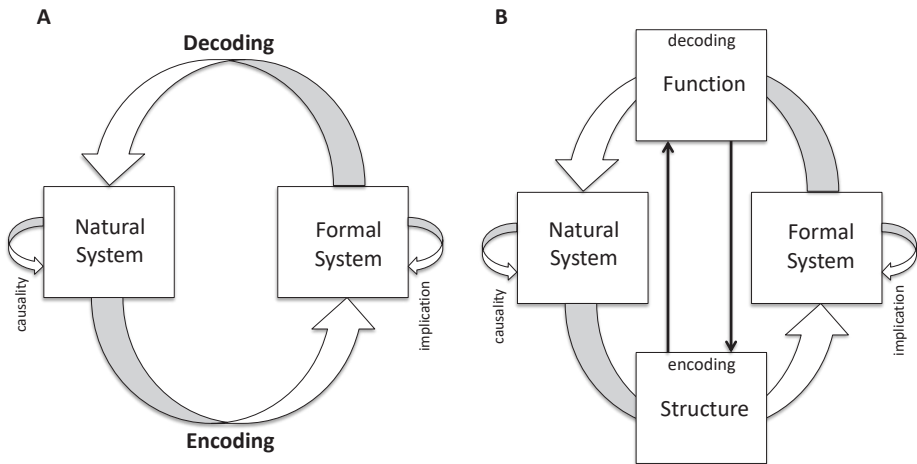 A
Decoding
Natural
System
Formal
System
causality
implication
Encoding
B
decoding
Function
Natural
System
Formal
System
causality
implication
encoding
Structure